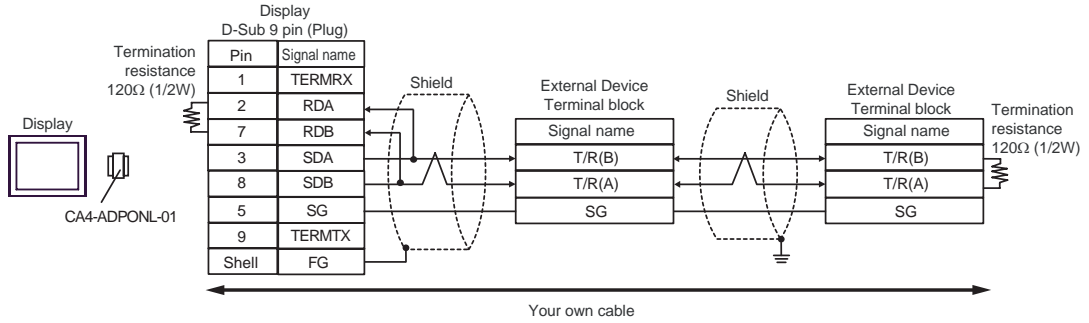 Display
D-Sub 9 pin (Plug)
Termination
resistance
120Ω (1/2W)
Pin Signal name
1 TERMRX
2 RDA
7 RDB
3 SDA
8 SDB
5 SG
9 TERMTX
Shell FG
Display
CA4-ADPONL-01
Shield
External Device
Terminal block
Signal name
T/R(B)
T/R(A)
SG
Shield
External Device
Terminal block
Signal name
T/R(B)
T/R(A)
SG
Termination
resistance
120Ω (1/2W)
Your own cable